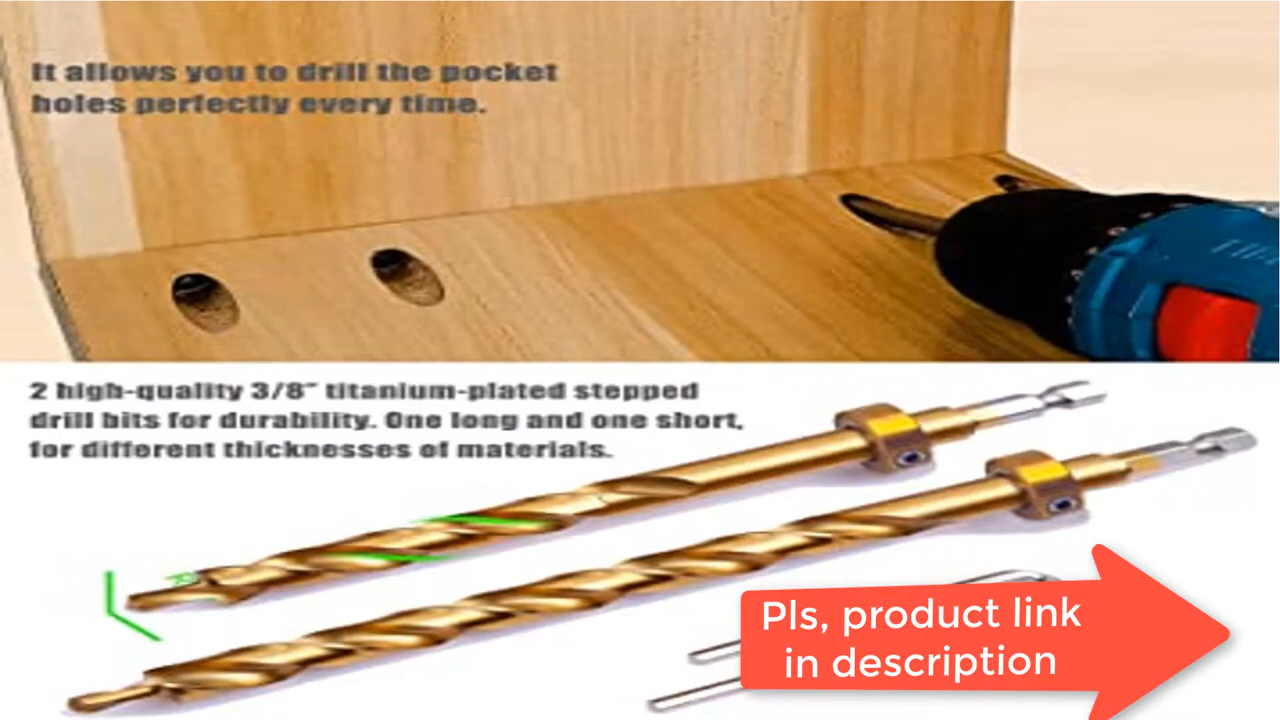 It allows you to drill the pocket
holes perfectly every time.
2 high-quality 3/8" titanium-plated stepped
drill bits for durability. One long and one short,
for different thicknesses of materials.
Pls, product link
in description